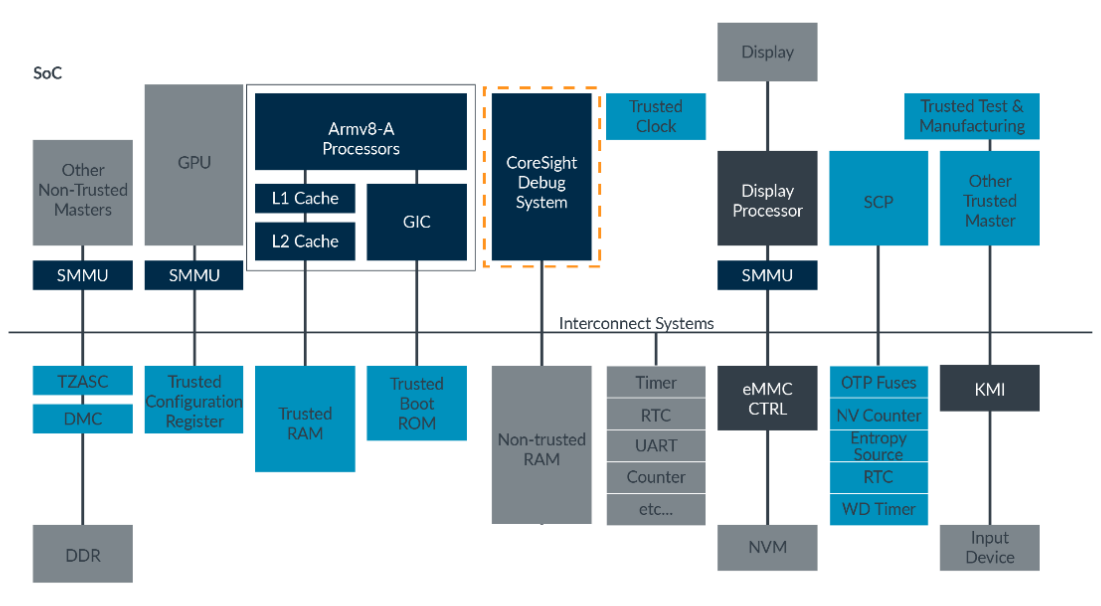 SoC
Other
Non-Trusted
Masters
SMMU
GPU
SMMU
Armv8-A
Processors
L1 Cache
L2 Cache
GIC
CoreSight
Debug
System
Trusted
Clock
Display
Display
Processor
SMMU
SCP
Trusted Test &
Manufacturing
Other
Trusted
Master
Interconnect Systems
TZASC
DMC
DDR
Trusted
Configuration
Register
Trusted
RAM
Trusted
Boot
ROM
Non-trusted
RAM
Timer
RTC
UART
Counter
etc...
eMMC
CTRL
NVM
OTP Fuses
NV Counter
Entropy
Source
RTC
WD Timer
KMI
Input
Device